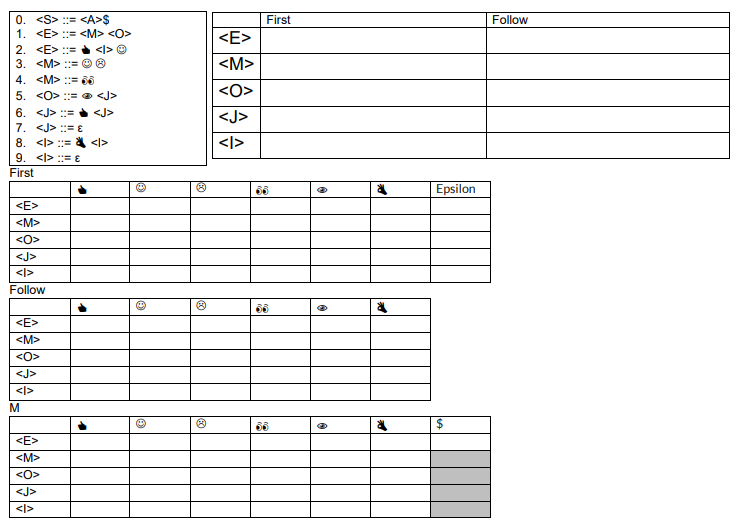 0. <S> ::= <A>$
1. <E> ::= <M> <O>
2. <E> ::= 👆 <I> ☺
3. <M> ::= ☺ ☹
4. <M> ::= 👀
5. <O> ::= 👁 <J>
6. <J> ::= 👆 <J>
7. <J> ::= ε
8. <I> ::= 👌 <I>
9. <I> ::= ε
First Follow
<E>
<M>
<O>
<J>
<I>
First
👆 ☺ ☹ 👀 👁 👌 Epsilon
<E>
<M>
<O>
<J>
<I>
Follow
👆 ☺ ☹ 👀 👁 👌
<E>
<M>
<O>
<J>
<I>
M
👆 ☺ ☹ 👀 👁 👌 $
<E>
<M>
<O>
<J>
<I>